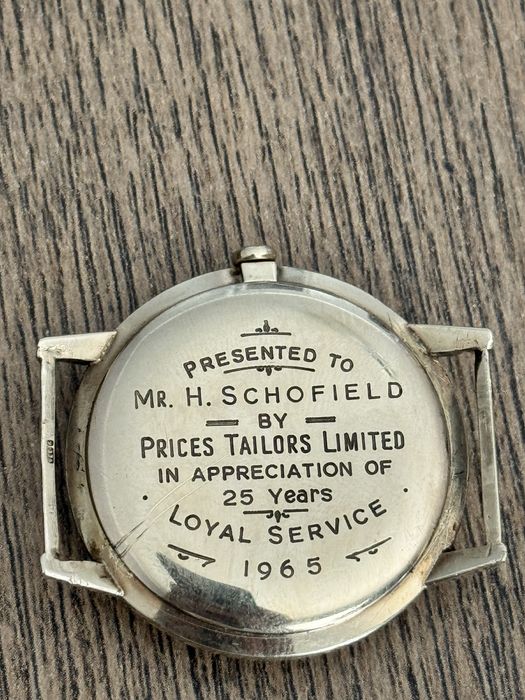 PRESENTED TO
MR. H. SCHOFIELD
BY
PRICES TAILORS LIMITED
IN APPRECIATION OF
25 Years
LOYAL SERVICE
1965